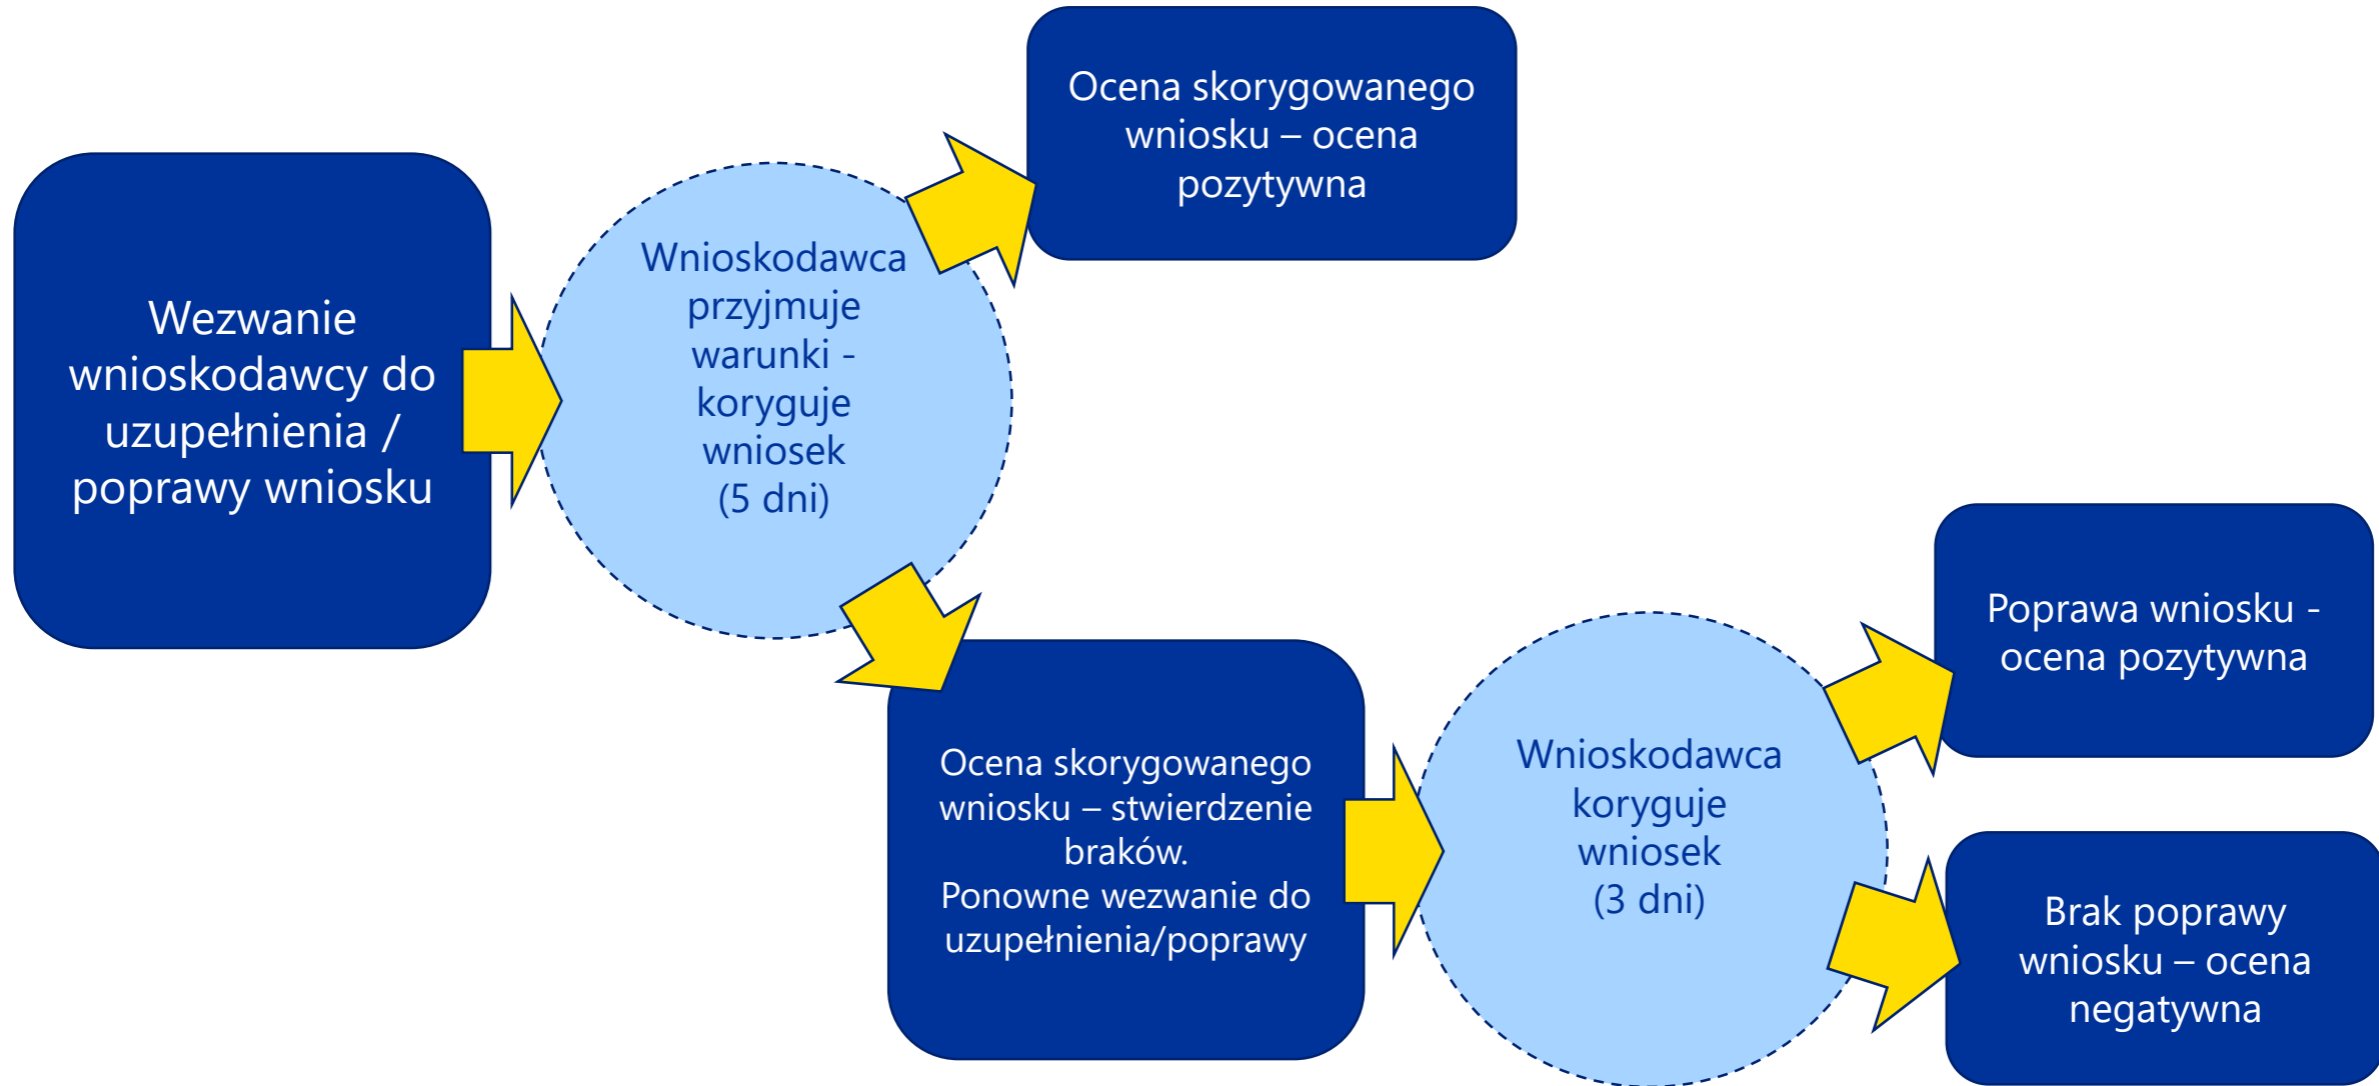 Wezwanie
wnioskodawcy do
uzupełnienia /
poprawy wniosku
Wnioskodawca
przyjmuje
warunki -
koryguje
wniosek
(5 dni)
Ocena skorygowanego
wniosku – ocena
pozytywna
Ocena skorygowanego
wniosku – stwierdzenie
braków.
Ponowne wezwanie do
uzupełnienia/poprawy
Wnioskodawca
koryguje
wniosek
(3 dni)
Poprawa wniosku -
ocena pozytywna
Brak poprawy
wniosku – ocena
negatywna